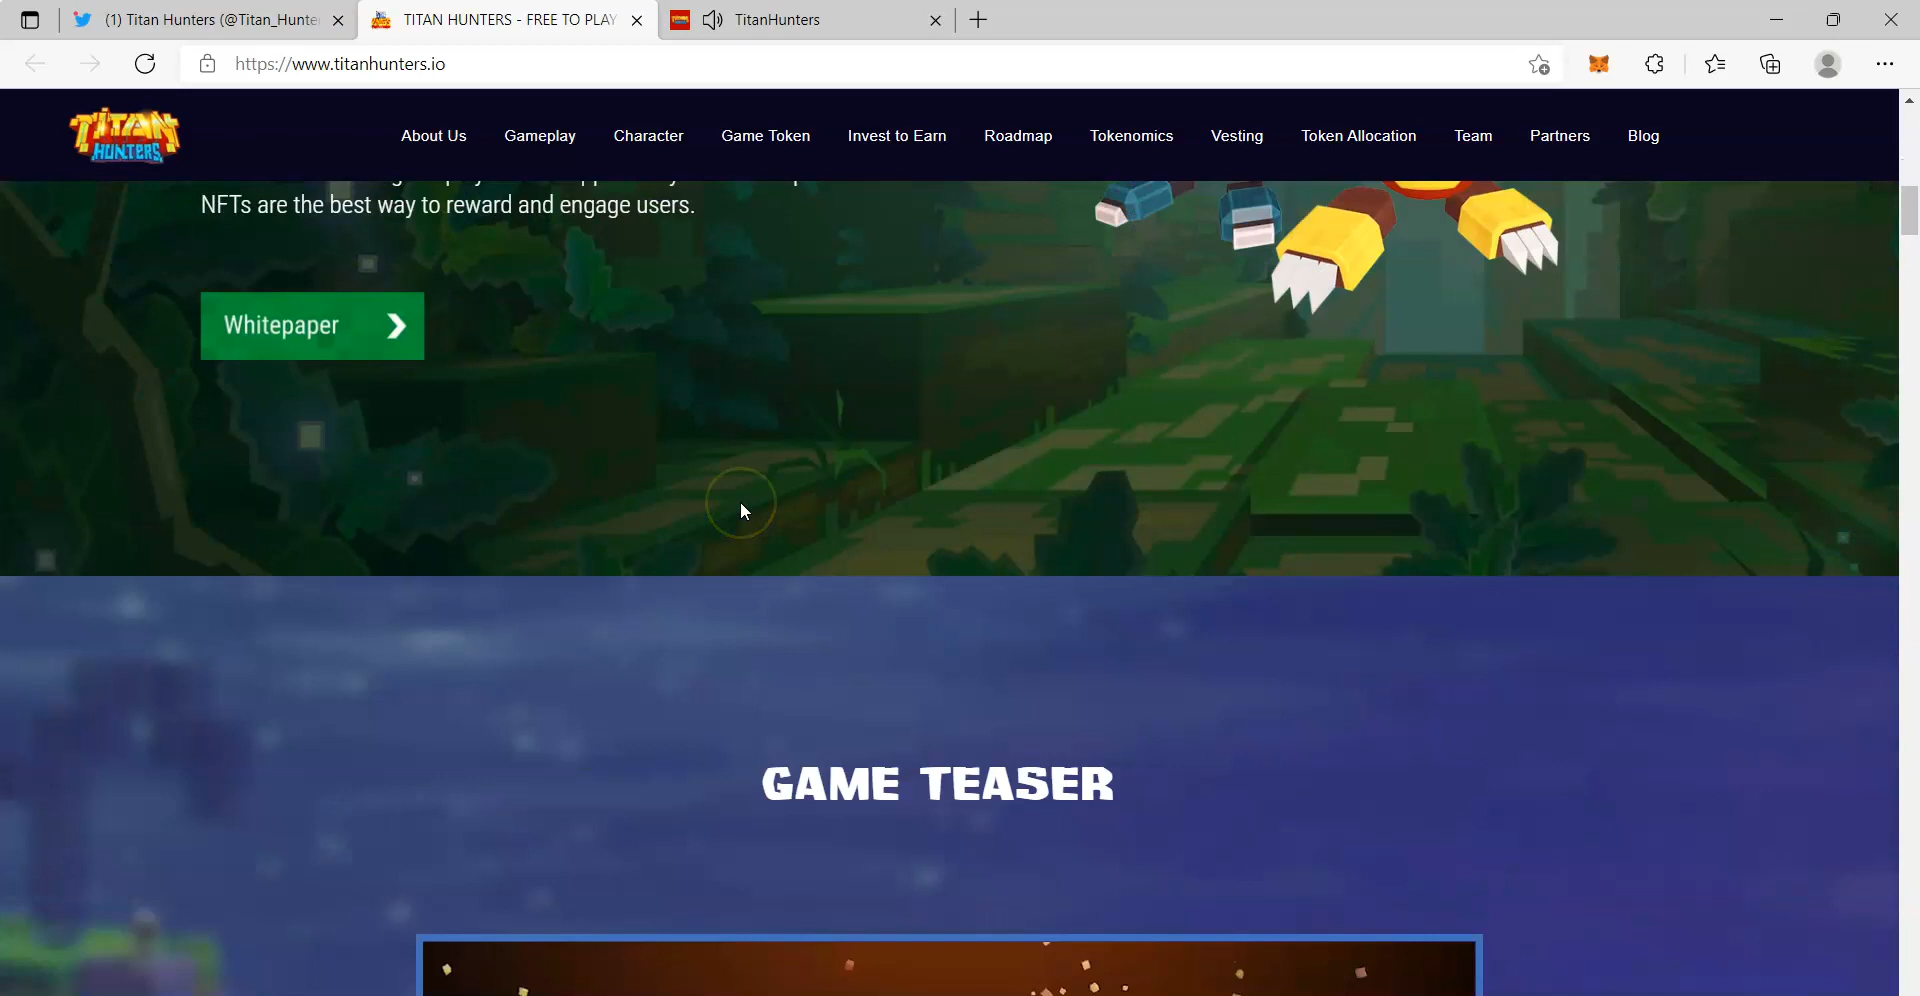 (1) Titan Hunters (@Titan_Hunte
TITAN HUNTERS - FREE TO PLAY
TitanHunters
https://www.titanhunters.io
TITAN
HUNTERS
About Us
Gameplay
Character
Game Token
Invest to Earn
Roadmap
Tokenomics
Vesting
Token Allocation
Team
Partners
Blog
NFTs are the best way to reward and engage users.
Whitepaper
GAME TEASER